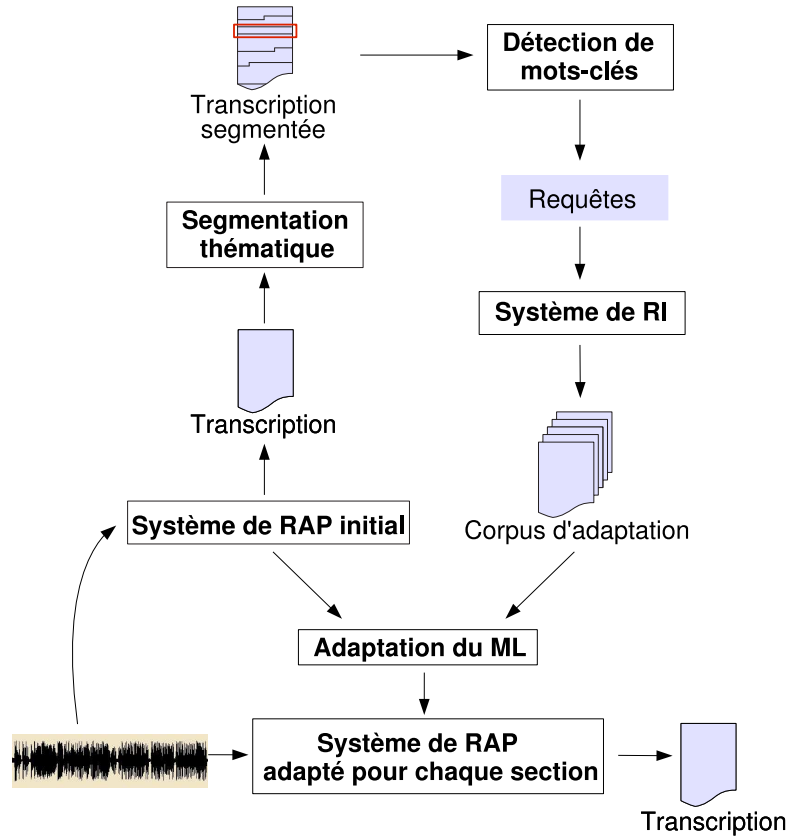 Détection de
mots-clés
Transcription
segmentée
Requêtes
Segmentation
thématique
Système de RI
Transcription
Système de RAP initial
Corpus d'adaptation
Adaptation du ML
Système de RAP
adapté pour chaque section
Transcription